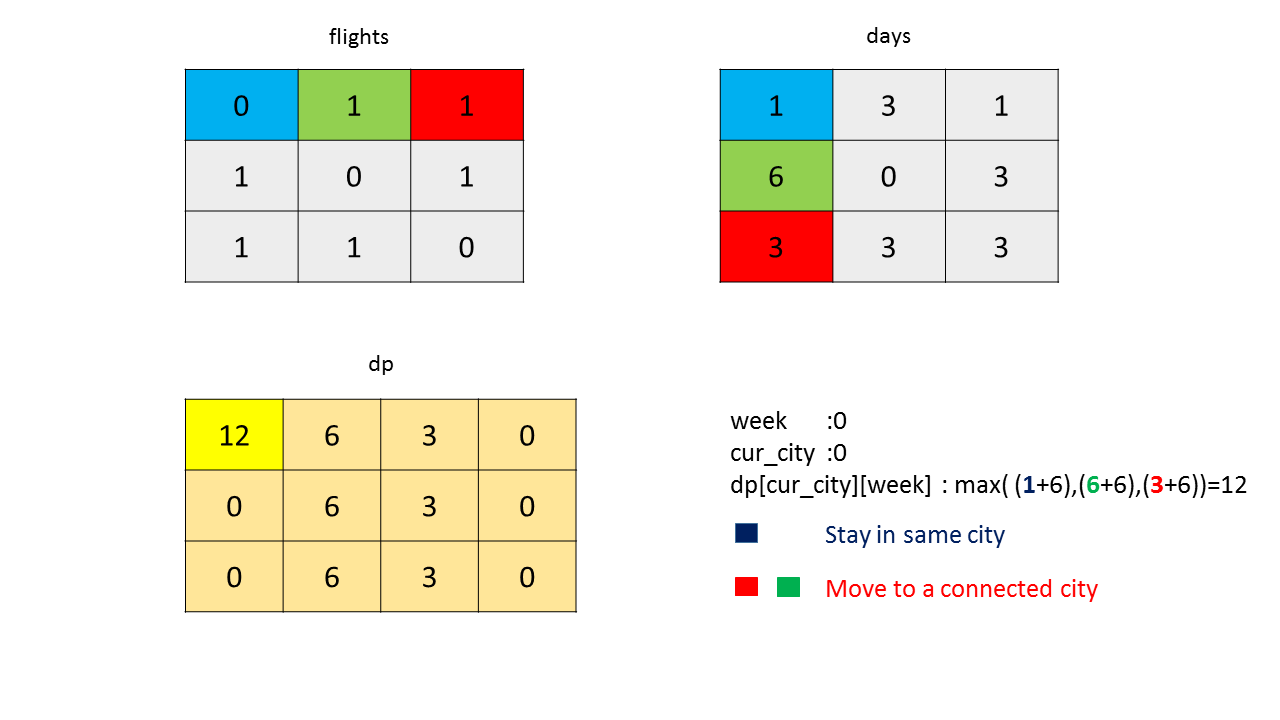 flights
0 1 1
1 0 1
1 1 0
days
1 3 1
6 0 3
3 3 3
dp
12 6 3 0
0 6 3 0
0 6 3 0
week :0
cur_city :0
dp[cur_city][week] : max( (1+6),(6+6),(3+6))=12
Stay in same city
Move to a connected city